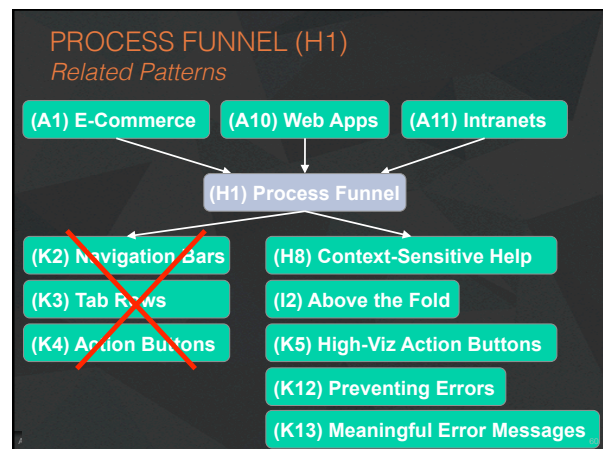 PROCESS FUNNEL (H1)
Related Patterns
(A1) E-Commerce
(A10) Web Apps
(A11) Intranets
(H1) Process Funnel
(K2) Navigation Bars
(K3) Tab Rows
(K4) Action Buttons
(H8) Context-Sensitive Help
(I2) Above the Fold
(K5) High-Viz Action Buttons
(K12) Preventing Errors
(K13) Meaningful Error Messages